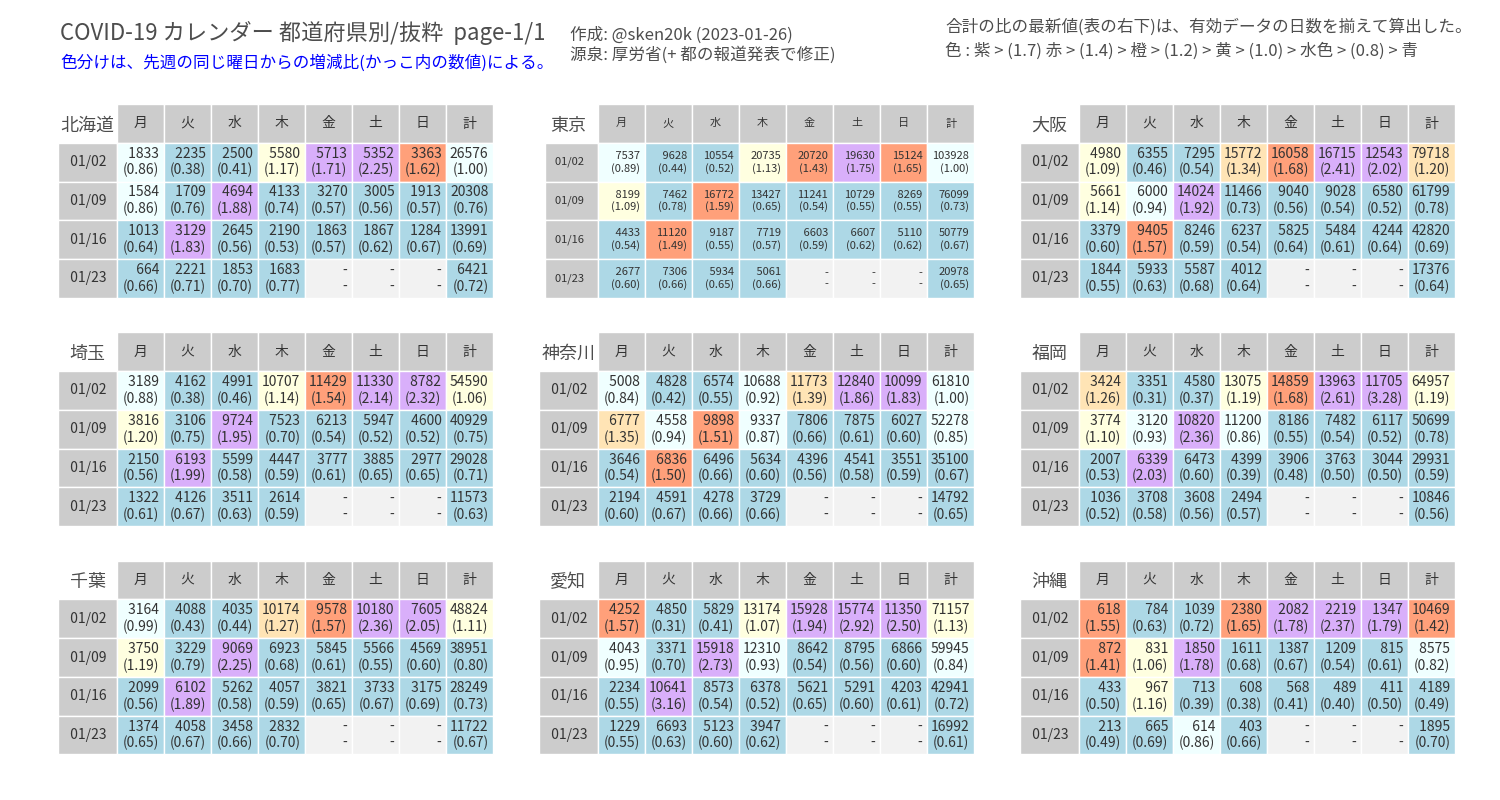 COVID-19 カレンダー 都道府県別/抜粋 page-1/1
色分けは、先週の同じ曜日からの増減比(かっこ内の数値)による。
作成: @sken20k (2023-01-26)
源泉: 厚労省(+ 都の報道発表で修正)
合計の比の最新値(表の右下)は、有効データの日数を揃えて算出した。
色 : 紫 > (1.7) 赤 > (1.4) > 橙 > (1.2) > 黄 > (1.0) > 水色 > (0.8) > 青
北海道 月 火 水 木 金 土 日 計
01/02 1833 2235 2500 5580 5713 5352 3363 26576
(0.86) (0.38) (0.41) (1.17) (1.71) (2.25) (1.62) (1.00)
01/09 1584 1709 4694 4133 3270 3005 1913 20308
(0.86) (0.76) (1.88) (0.74) (0.57) (0.56) (0.57) (0.76)
01/16 1013 3129 2645 2190 1863 1867 1284 13991
(0.64) (1.83) (0.56) (0.53) (0.57) (0.62) (0.67) (0.69)
01/23 664 2221 1853 1683 - - - 6421
(0.66) (0.71) (0.70) (0.77) - - - (0.72)
東京 月 火 水 木 金 土 日 計
01/02 7537 9628 10554 20735 20720 19630 15124 103928
(0.89) (0.44) (0.52) (1.13) (1.43) (1.75) (1.65) (1.00)
01/09 8199 7462 16772 13427 11241 10729 8269 76099
(1.09) (0.78) (1.59) (0.65) (0.54) (0.55) (0.55) (0.73)
01/16 4433 11120 9187 7719 6603 6607 5110 50779
(0.54) (1.49) (0.55) (0.57) (0.59) (0.62) (0.62) (0.67)
01/23 2677 7306 5934 5061 - - - 20978
(0.60) (0.66) (0.65) (0.66) - - - (0.65)
大阪 月 火 水 木 金 土 日 計
01/02 4980 6355 7295 15772 16058 16715 12543 79718
(1.09) (0.46) (0.54) (1.34) (1.68) (2.41) (2.02) (1.20)
01/09 5661 6000 14024 11466 9040 9028 6580 61799
(1.14) (0.94) (1.92) (0.73) (0.56) (0.54) (0.52) (0.78)
01/16 3379 9405 8246 6237 5825 5484 4244 42820
(0.60) (1.57) (0.59) (0.54) (0.64) (0.61) (0.64) (0.69)
01/23 1844 5933 5587 4012 - - - 17376
(0.55) (0.63) (0.68) (0.64) - - - (0.64)
埼玉 月 火 水 木 金 土 日 計
01/02 3189 4162 4991 10707 11429 11330 8782 54590
(0.88) (0.38) (0.46) (1.14) (1.54) (2.14) (2.32) (1.06)
01/09 3816 3106 9724 7523 6213 5947 4600 40929
(1.20) (0.75) (1.95) (0.70) (0.54) (0.52) (0.52) (0.75)
01/16 2150 6193 5599 4447 3777 3885 2977 29028
(0.56) (1.99) (0.58) (0.59) (0.61) (0.65) (0.65) (0.71)
01/23 1322 4126 3511 2614 - - - 11573
(0.61) (0.67) (0.63) (0.59) - - - (0.63)
神奈川 月 火 水 木 金 土 日 計
01/02 5008 4828 6574 10688 11773 12840 10099 61810
(0.84) (0.42) (0.55) (0.92) (1.39) (1.86) (1.83) (1.00)
01/09 6777 4558 9898 9337 7806 7875 6027 52278
(1.35) (0.94) (1.51) (0.87) (0.66) (0.61) (0.60) (0.85)
01/16 3646 6836 6496 5634 4396 4541 3551 35100
(0.54) (1.50) (0.66) (0.60) (0.56) (0.58) (0.59) (0.67)
01/23 2194 4591 4278 3729 - - - 14792
(0.60) (0.67) (0.66) (0.66) - - - (0.65)
福岡 月 火 水 木 金 土 日 計
01/02 3424 3351 4580 13075 14859 13963 11705 64957
(1.26) (0.31) (0.37) (1.19) (1.68) (2.61) (3.28) (1.19)
01/09 3774 3120 10820 11200 8186 7482 6117 50699
(1.10) (0.93) (2.36) (0.86) (0.55) (0.54) (0.52) (0.78)
01/16 2007 6339 6473 4399 3906 3763 3044 29931
(0.53) (2.03) (0.60) (0.39) (0.48) (0.50) (0.50) (0.59)
01/23 1036 3708 3608 2494 - - - 10846
(0.52) (0.58) (0.56) (0.57) - - - (0.56)
千葉 月 火 水 木 金 土 日 計
01/02 3164 4088 4035 10174 9578 10180 7605 48824
(0.99) (0.43) (0.44) (1.27) (1.57) (2.36) (2.05) (1.11)
01/09 3750 3229 9069 6923 5845 5566 4569 38951
(1.19) (0.79) (2.25) (0.68) (0.61) (0.55) (0.60) (0.80)
01/16 2099 6102 5262 4057 3821 3733 3175 28249
(0.56) (1.89) (0.58) (0.59) (0.65) (0.67) (0.69) (0.73)
01/23 1374 4058 3458 2832 - - - 11722
(0.65) (0.67) (0.66) (0.70) - - - (0.67)
愛知 月 火 水 木 金 土 日 計
01/02 4252 4850 5829 13174 15928 15774 11350 71157
(1.57) (0.31) (0.41) (1.07) (1.94) (2.92) (2.50) (1.13)
01/09 4043 3371 15918 12310 8642 8795 6866 59945
(0.95) (0.70) (2.73) (0.93) (0.54) (0.56) (0.60) (0.84)
01/16 2234 10641 8573 6378 5621 5291 4203 42941
(0.55) (3.16) (0.54) (0.52) (0.65) (0.60) (0.61) (0.72)
01/23 1229 6693 5123 3947 - - - 16992
(0.55) (0.63) (0.60) (0.62) - - - (0.61)
沖縄 月 火 水 木 金 土 日 計
01/02 618 784 1039 2380 2082 2219 1347 10469
(1.55) (0.63) (0.72) (1.65) (1.78) (2.37) (1.79) (1.42)
01/09 872 831 1850 1611 1387 1209 815 8575
(1.41) (1.06) (1.78) (0.68) (0.67) (0.54) (0.61) (0.82)
01/16 433 967 713 608 568 489 411 4189
(0.50) (1.16) (0.39) (0.38) (0.41) (0.40) (0.50) (0.49)
01/23 213 665 614 403 - - - 1895
(0.49) (0.69) (0.86) (0.66) - - - (0.70)